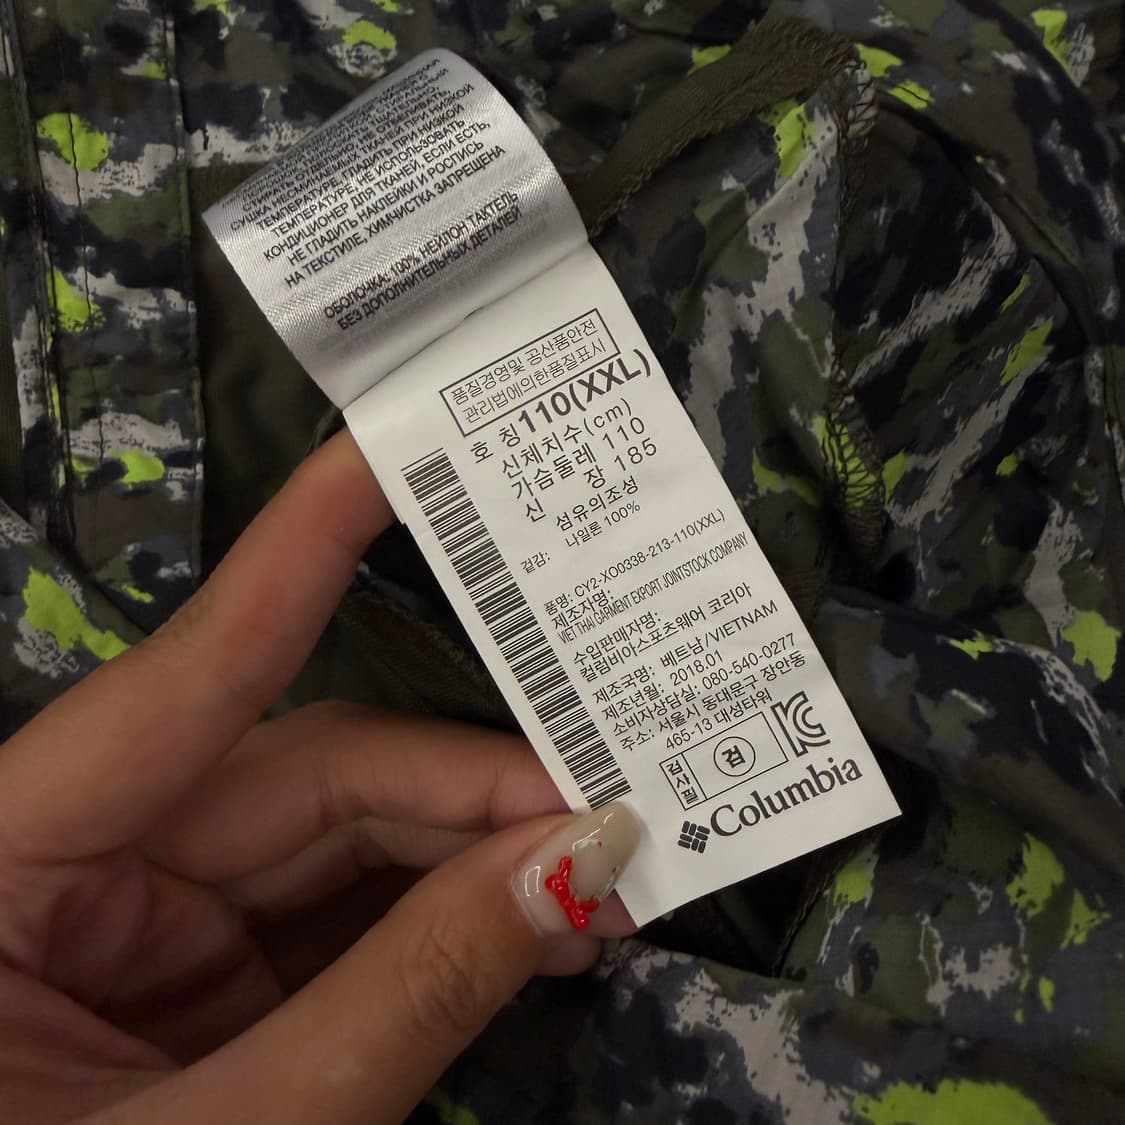 СТИРАТЬ ОТДЕЛЬНО, НЕ ОТБЕЛИВАТЬ,
ТЕМПЕРАТУРЕ, ГЛАДИТЬ ПРИ НИЗКОЙ
ТЕМПЕРАТУРЕ, НЕ ИСПОЛЬЗОВАТЬ
КОНДИЦИОНЕР ДЛЯ ТКАНЕЙ, ЕСЛИ ЕСТЬ,
НЕ ГЛАДИТЬ НАКЛЕЙКИ И РОСПИСЬ
НА ТЕКСТИЛЕ, ХИМЧИСТКА ЗАПРЕЩЕНА
ОБОЛОЧКА: 100% НЕЙЛОН ТАКТЕЛЬ
БЕЗ ДОПОЛНИТЕЛЬНЫХ ДЕТАЛЕЙ
품질경영및 공산품안전
관리법에의한품질표시
호 칭 110(XXL)
신체치수(cm)
가슴둘레 110
신 장 185
섬유의조성
겉감: 나일론 100%
품명: CY2-XO0338-213-110(XXL)
제조자명:
VIET THAI GARMENT EXPORT JOINTSTOCK COMPANY
수입판매자명:
컬럼비아스포츠웨어 코리아
제조국명: 베트남/VIETNAM
제조년월: 2018.01
소비자상담실: 080-540-0277
주소: 서울시 동대문구 장안동
465-13 대성타워
검사필 검
Columbia